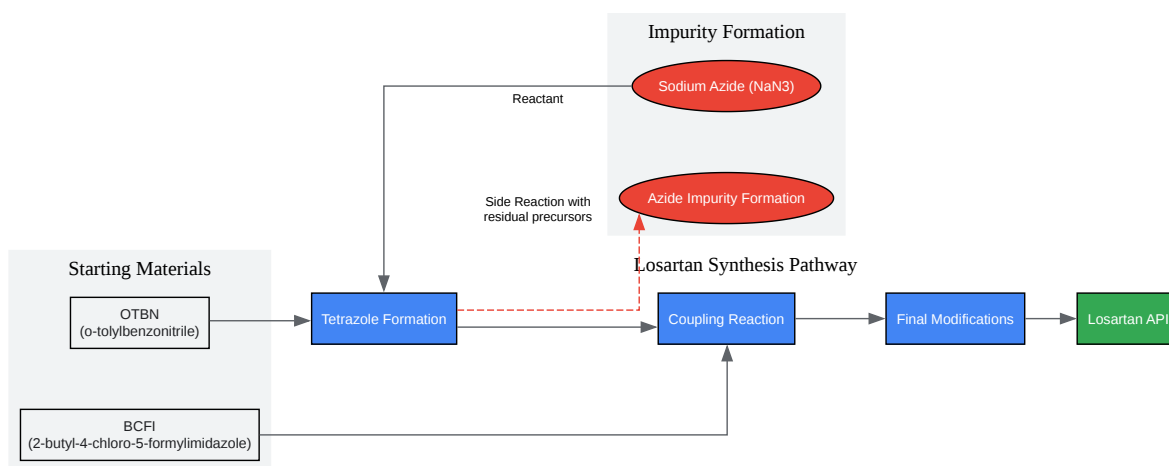 Impurity Formation
Sodium Azide (NaN3)
Reactant
Azide Impurity Formation
Side Reaction with
residual precursors
Starting Materials
Losartan Synthesis Pathway
OTBN
(o-tolylbenzonitrile)
Tetrazole Formation
Coupling Reaction
Final Modifications
Losartan API
BCFI
(2-butyl-4-chloro-5-formylimidazole)